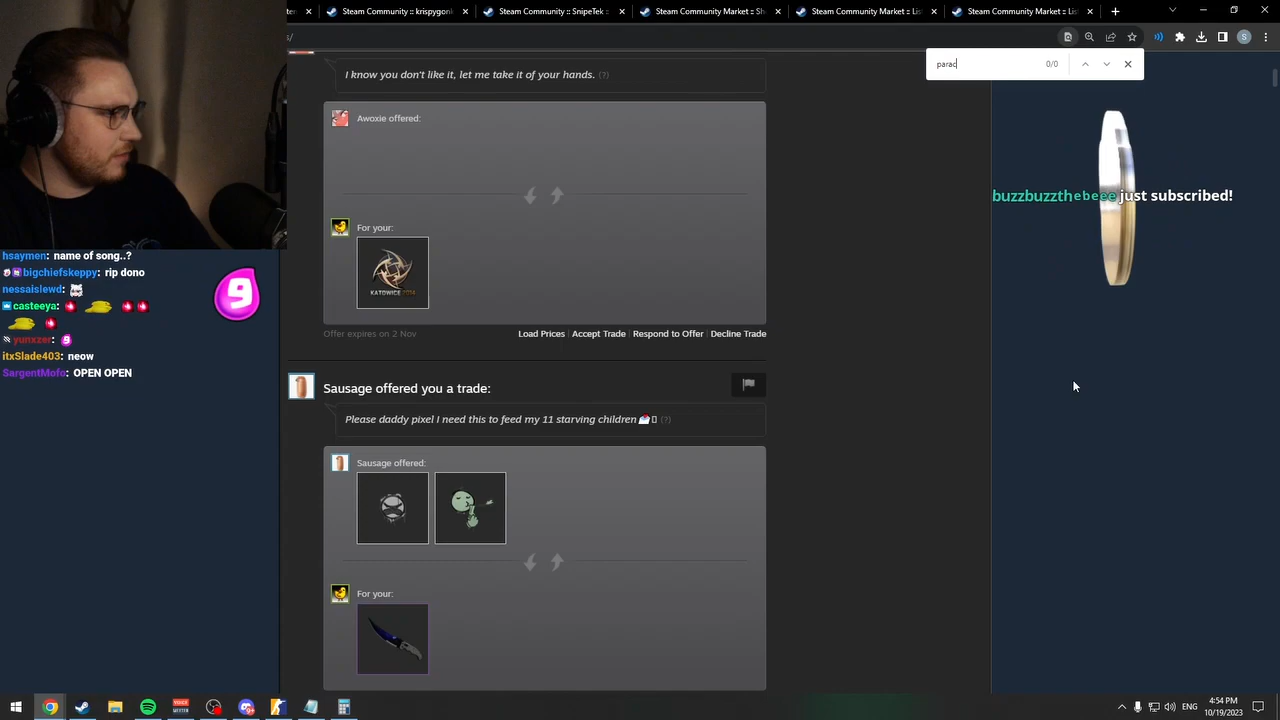 Steam Community :: krispygonk
Steam Community :: SnipeTek
Steam Community Market :: Sh
Steam Community Market :: Lis
Steam Community Market :: Lis
s/
parac
0/0
I know you don't like it, let me take it of your hands. (?)
Awoxie offered:
For your:
KATOWICE 2014
Offer expires on 2 Nov
Load Prices | Accept Trade | Respond to Offer | Decline Trade
Sausage offered you a trade:
Please daddy pixel I need this to feed my 11 starving children (?)
Sausage offered:
For your:
hsaymen: name of song..?
bigchiefskeppy: rip dono
nessaislewd:
casteeya:
yunxzer:
itxSlade403: neow
SargentMofo: OPEN OPEN
9
buzzbuzzthebeee just subscribed!
S
ENG
4:54 PM
10/19/2023